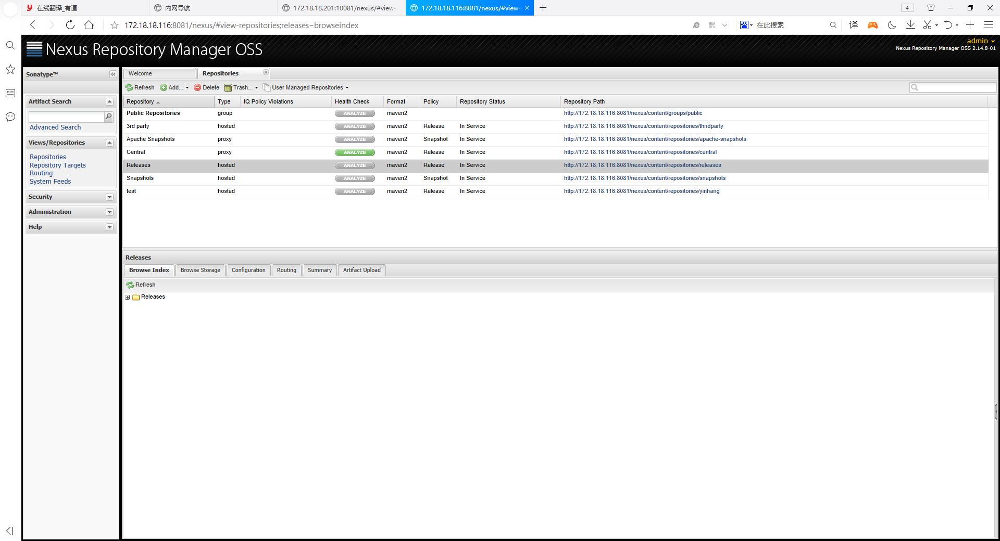 在线翻译_有道
内网导航
172.18.18.201:10081/nexus/#view-
172.18.18.116:8081/nexus/#view-
4
172.18.18.116:8081/nexus/#view-repositories;releases~browseindex
在此搜索
译
Nexus Repository Manager OSS
admin
Nexus Repository Manager OSS 2.14.8-01
Sonatype™
Artifact Search
Advanced Search
Views/Repositories
Repositories
Repository Targets
Routing
System Feeds
Security
Administration
Help
Welcome
Repositories
Refresh Add... Delete Trash... User Managed Repositories
Repository Type IQ Policy Violations Health Check Format Policy Repository Status Repository Path
Public Repositories group ANALYZE maven2 http://172.18.18.116:8081/nexus/content/groups/public
3rd party hosted ANALYZE maven2 Release In Service http://172.18.18.116:8081/nexus/content/repositories/thirdparty
Apache Snapshots proxy ANALYZE maven2 Snapshot In Service http://172.18.18.116:8081/nexus/content/repositories/apache-snapshots
Central proxy ANALYZE maven2 Release In Service http://172.18.18.116:8081/nexus/content/repositories/central
Releases hosted ANALYZE maven2 Release In Service http://172.18.18.116:8081/nexus/content/repositories/releases
Snapshots hosted ANALYZE maven2 Snapshot In Service http://172.18.18.116:8081/nexus/content/repositories/snapshots
test hosted ANALYZE maven2 Release In Service http://172.18.18.116:8081/nexus/content/repositories/yinhang
Releases
Browse Index Browse Storage Configuration Routing Summary Artifact Upload
Refresh
Releases